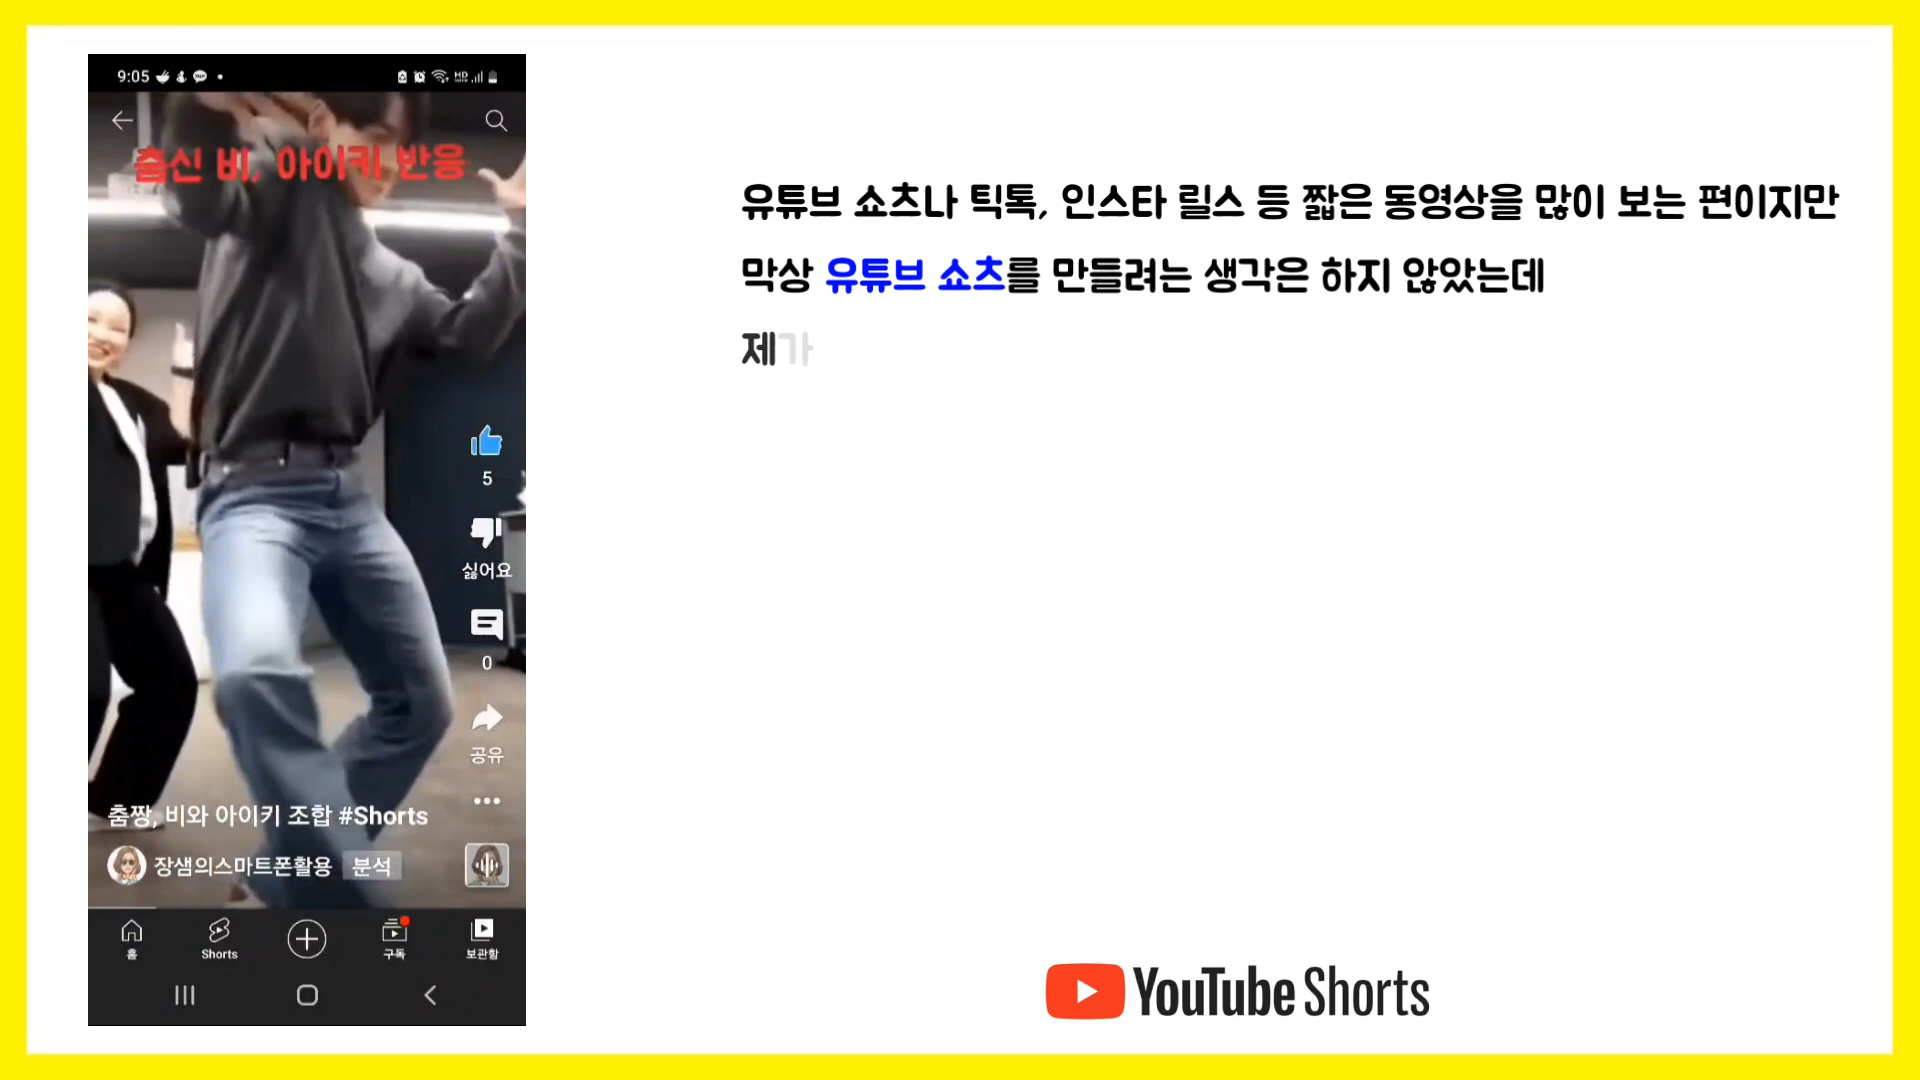 9:05
춤신 비, 아이키 반응
5
싫어요
0
공유
춤짱, 비와 아이키 조합 #Shorts
장샘의스마트폰활용 분석
홈
Shorts
구독
보관함
유튜브 쇼츠나 틱톡, 인스타 릴스 등 짧은 동영상을 많이 보는 편이지만
막상 유튜브 쇼츠를 만들려는 생각은 하지 않았는데
제가
YouTube Shorts